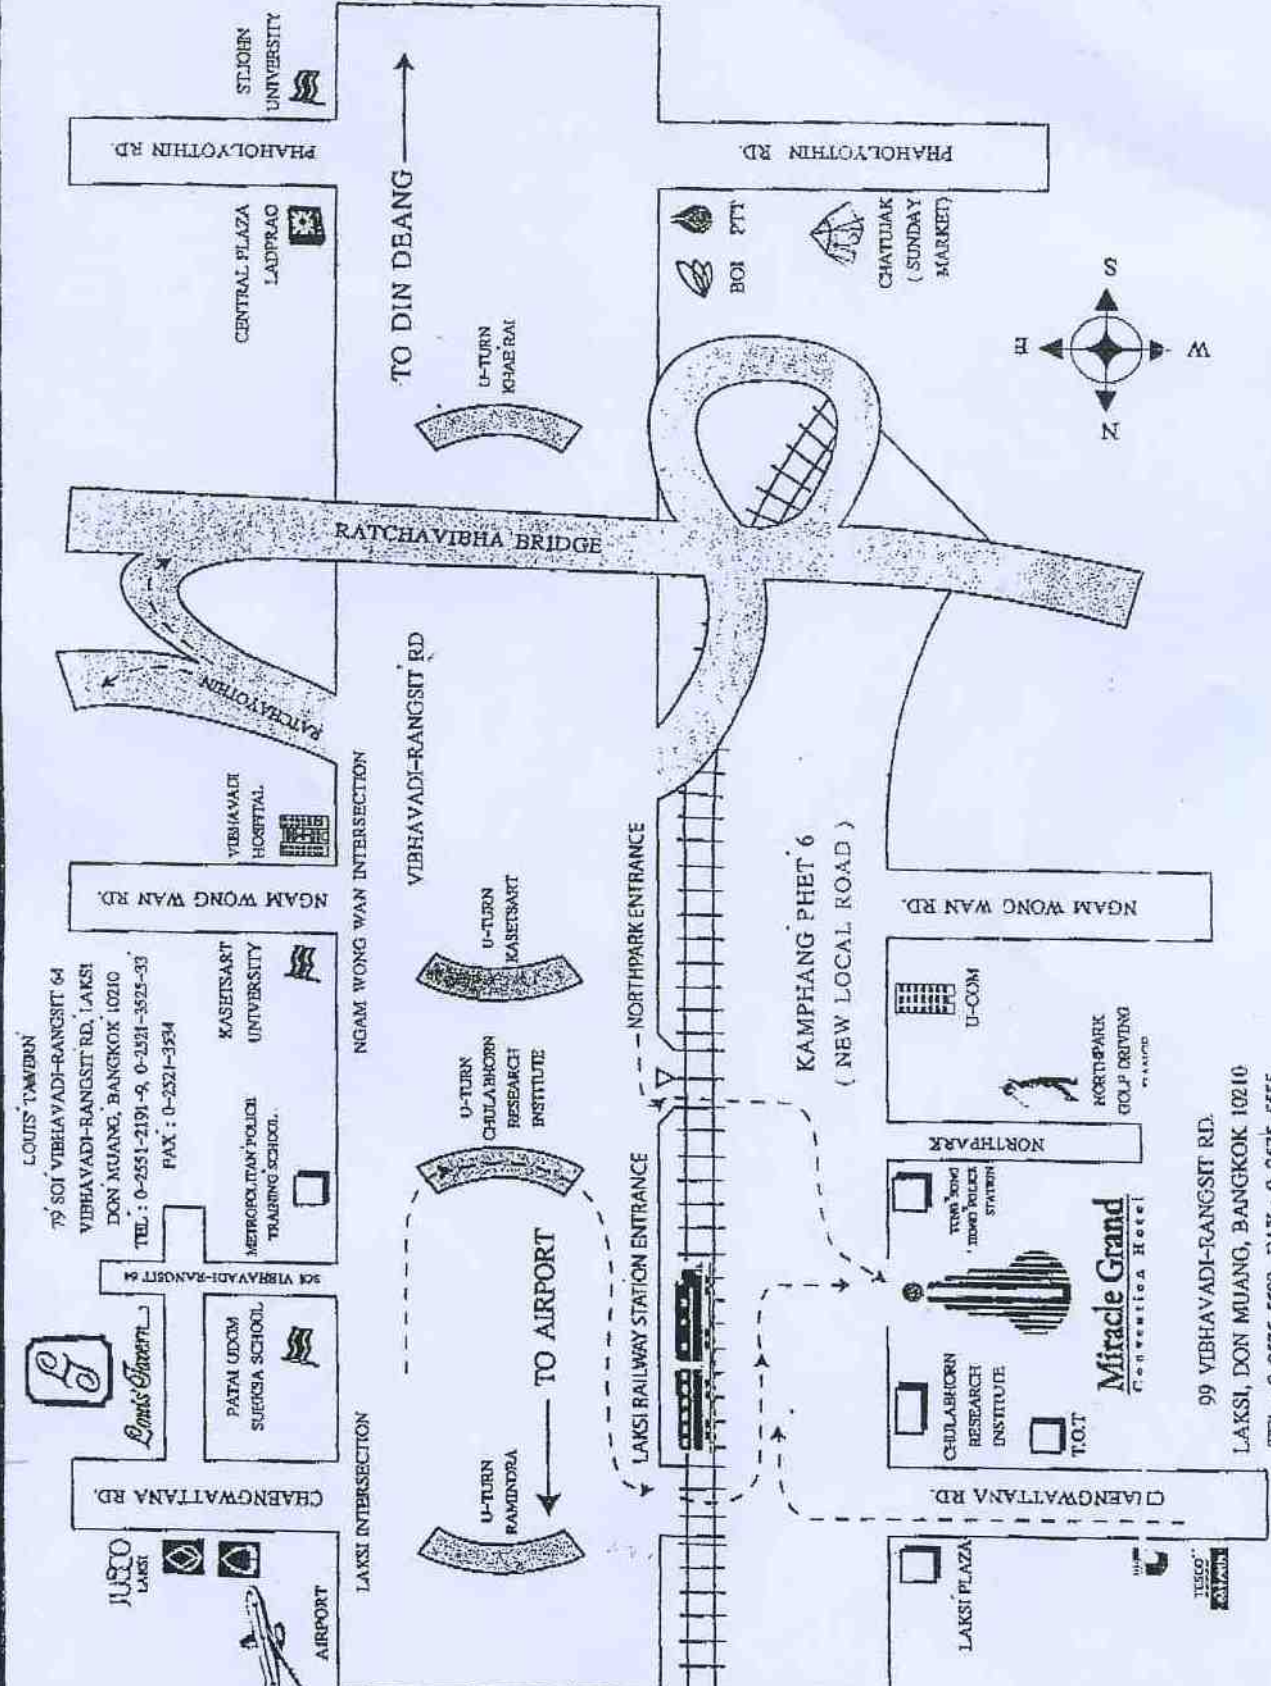 ST.JOHN
UNIVERSITY
PHAHOLYOTHIN RD.
PHAHOLYOTHIN RD.
CENTRAL PLAZA
LADPRAO
TO DIN DEANG
BOI
PTT
CHATUJAK
( SUNDAY
MARKET)
U-TURN
KHAE RAI
S
E
W
N
RATCHAVIBHA BRIDGE
RATCHAYOTHIN
VIBHAVADI-RANGSIT RD
VIBHAVADI
HOSPITAL
NGAM WONG WAN INTERSECTION
NGAM WONG WAN RD.
NGAM WONG WAN RD.
KAMPHANG PHET 6
( NEW LOCAL ROAD )
NORTHPARK ENTRANCE
U-TURN
KASETSART
KASETSART
UNIVERSITY
U-COM
NORTHPARK
GOLF DRIVING
U-TURN
CHULABHORN
RESEARCH
INSTITUTE
METROPOLITAN POLICE
TRAINING SCHOOL
NORTHPARK
POLICE
STATION
LOUIS' TAVERN
79 SOI VIBHAVADI-RANGSIT 64
VIBHAVADI-RANGSIT RD, LAKSI
DON MUANG, BANGKOK 10210
TEL : 0-2551-2191-9, 0-2521-3525-33
FAX : 0-2521-3534
SOI VIBHAVADI-RANGSIT 64
LT
Louis' Tavern
PATAI UDOM
SUEKSA SCHOOL
TO AIRPORT
LAKSI RAILWAY STATION ENTRANCE
Miracle Grand
Convention Hotel
99 VIBHAVADI-RANGSIT RD.
LAKSI, DON MUANG, BANGKOK 10210
CHULABHORN
RESEARCH
INSTITUTE
T.O.T
CHAENGWATTANA RD.
CHAENGWATTANA RD.
LAKSI INTERSECTION
U-TURN
RAMINDRA
JUSCO
LAKSI
AIRPORT
LAKSI PLAZA
TESCO